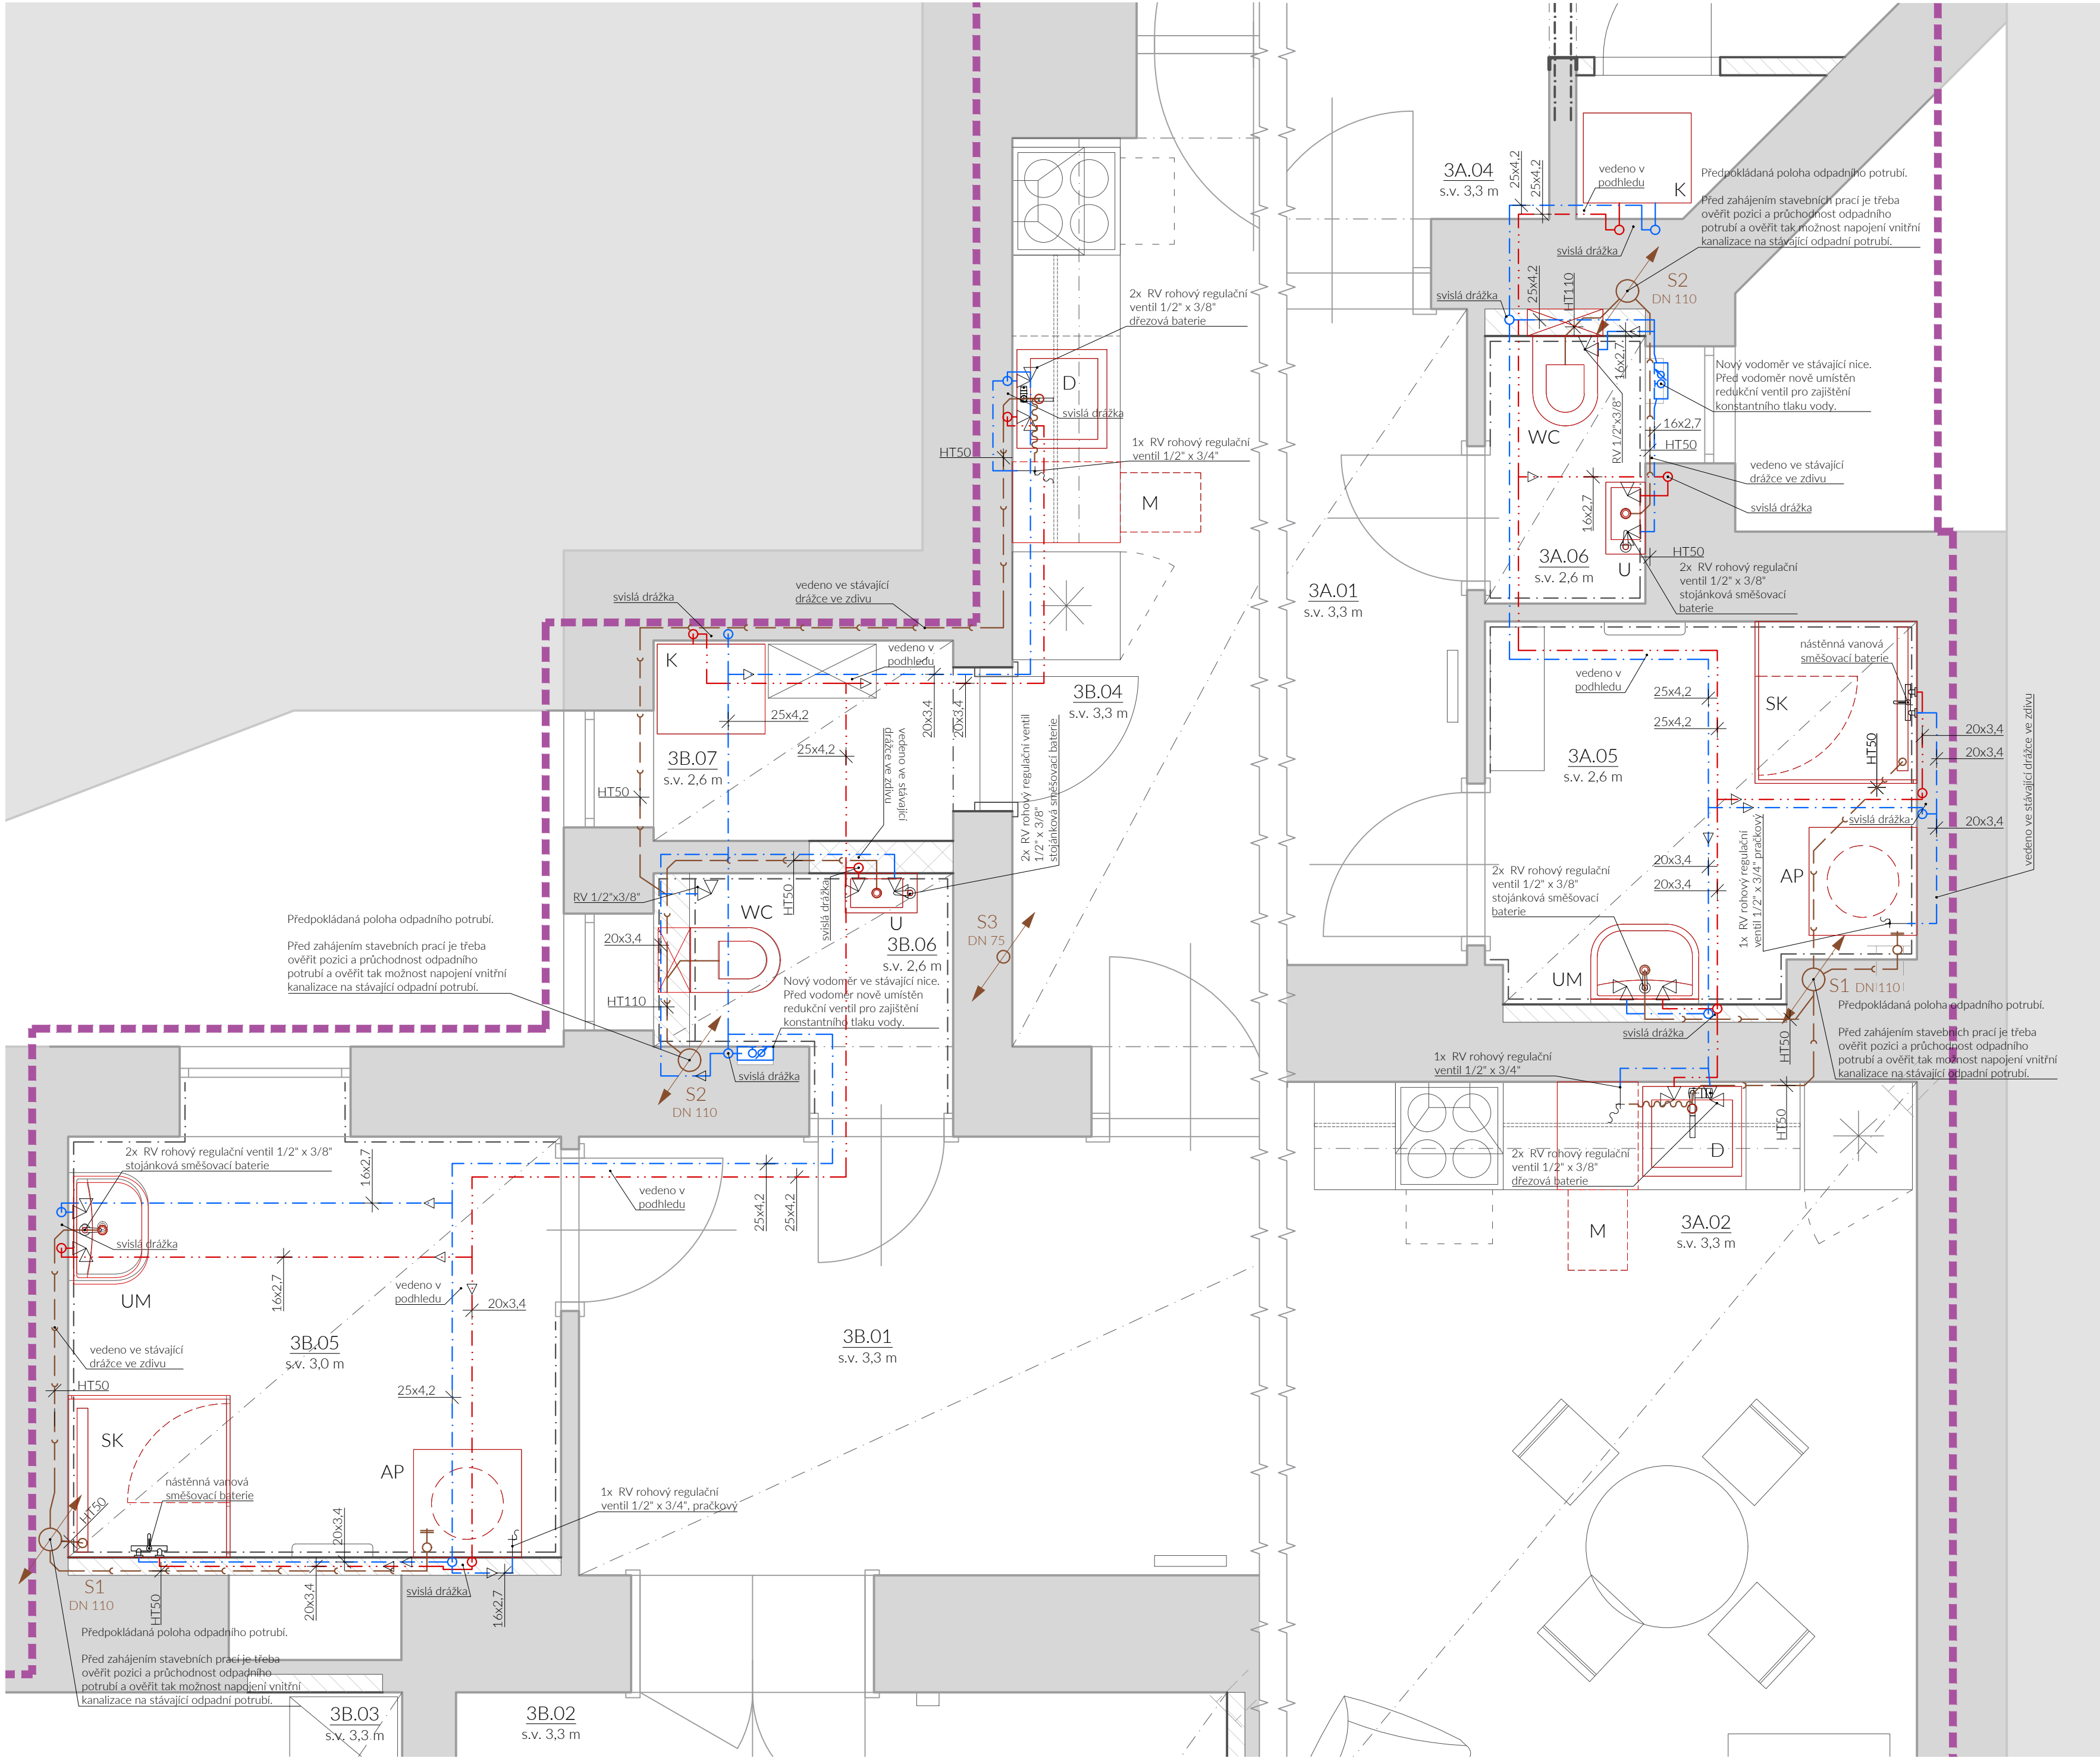 3A.04
s.v. 3,3 m
25x4,2
25x4,2
vedeno v
podhledu
K
svislá drážka
Předpokládaná poloha odpadního potrubí.
Před zahájením stavebních prací je třeba
ověřit pozici a průchodnost odpadního
potrubí a ověřit tak možnost napojení vnitřní
kanalizace na stávající odpadní potrubí.
S2
DN 110
svislá drážka
25x4,2
HT110
16x2,7
RV 1/2"x3/8"
WC
Nový vodoměr ve stávající nice.
Před vodoměr nově umístěn
redukční ventil pro zajištění
konstantního tlaku vody.
16x2,7
HT50
vedeno ve stávající
drážce ve zdivu
svislá drážka
16x2,7
3A.06
s.v. 2,6 m
U
HT50
2x RV rohový regulační
ventil 1/2" x 3/8"
stojánková směšovací
baterie
3A.01
s.v. 3,3 m
2x RV rohový regulační
ventil 1/2" x 3/8"
dřezová baterie
D
svislá drážka
HT50
1x RV rohový regulační
ventil 1/2" x 3/4"
M
svislá drážka
vedeno ve stávající
drážce ve zdivu
K
vedeno v
podhledu
25x4,2
20x3,4
20x3,4
3B.04
s.v. 3,3 m
25x4,2
3B.07
s.v. 2,6 m
HT50
vedeno ve stávající
drážce ve zdivu
2x RV rohový regulační ventil
1/2" x 3/8"
stojánková směšovací baterie
RV 1/2"x3/8"
HT50
svislá drážka
WC
U
3B.06
s.v. 2,6 m
20x3,4
HT110
S3
DN 75
Předpokládaná poloha odpadního potrubí.
Před zahájením stavebních prací je třeba
ověřit pozici a průchodnost odpadního
potrubí a ověřit tak možnost napojení vnitřní
kanalizace na stávající odpadní potrubí.
Nový vodoměr ve stávající nice.
Před vodoměr nově umístěn
redukční ventil pro zajištění
konstantního tlaku vody.
svislá drážka
S2
DN 110
nástěnná vanová
směšovací baterie
vedeno v
podhledu
25x4,2
25x4,2
SK
3A.05
s.v. 2,6 m
HT50
20x3,4
20x3,4
20x3,4
svislá drážka
vedeno ve stávající drážce ve zdivu
1x RV rohový regulační
ventil 1/2" x 3/4" pračkový
20x3,4
20x3,4
AP
2x RV rohový regulační
ventil 1/2" x 3/8"
stojánková směšovací
baterie
UM
S1 DN 110
Předpokládaná poloha odpadního potrubí.
Před zahájením stavebních prací je třeba
ověřit pozici a průchodnost odpadního
potrubí a ověřit tak možnost napojení vnitřní
kanalizace na stávající odpadní potrubí.
svislá drážka
HT50
1x RV rohový regulační
ventil 1/2" x 3/4"
HT50
2x RV rohový regulační
ventil 1/2" x 3/8"
dřezová baterie
D
M
3A.02
s.v. 3,3 m
2x RV rohový regulační ventil 1/2" x 3/8"
stojánková směšovací baterie
16x2,7
vedeno v
podhledu
25x4,2
25x4,2
svislá drážka
16x2,7
UM
vedeno v
podhledu
20x3,4
3B.05
s.v. 3,0 m
vedeno ve stávající
drážce ve zdivu
HT50
25x4,2
3B.01
s.v. 3,3 m
SK
AP
nástěnná vanová
směšovací baterie
HT50
20x3,4
1x RV rohový regulační
ventil 1/2" x 3/4", pračkový
S1
DN 110
HT50
20x3,4
svislá drážka
16x2,7
Předpokládaná poloha odpadního potrubí.
Před zahájením stavebních prací je třeba
ověřit pozici a průchodnost odpadního
potrubí a ověřit tak možnost napojení vnitřní
kanalizace na stávající odpadní potrubí.
3B.03
s.v. 3,3 m
3B.02
s.v. 3,3 m